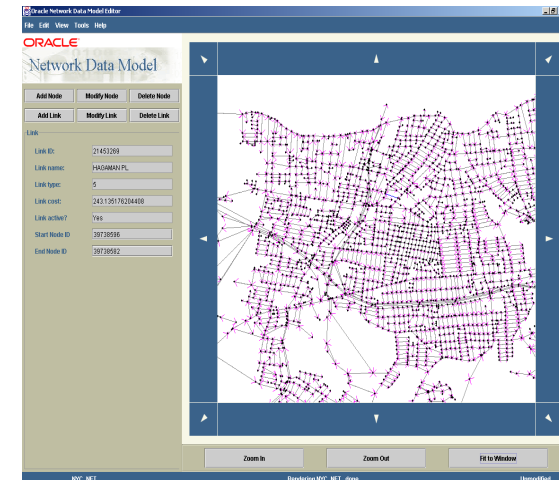 Oracle Network Data Model Editor
File Edit View Tools Help
ORACLE
Network Data Model
Add Node Modify Node Delete Node
Add Link Modify Link Delete Link
Link
Link ID: 21453269
Link name: HAGAMAN PL
Link type: 5
Link cost: 243.135176204408
Link active? Yes
Start Node ID 39738596
End Node ID 39738582
Zoom In Zoom Out Fit to Window
NYC_NET Rendering NYC_NET...done Unmodified